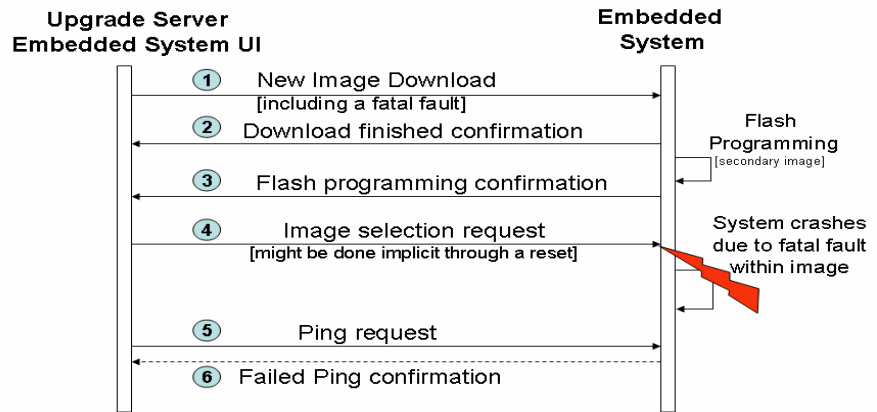 Upgrade Server
Embedded System UI
Embedded
System
1 New Image Download
[including a fatal fault]
2 Download finished confirmation
Flash
Programming
[secondary image]
3 Flash programming confirmation
4 Image selection request
[might be done implicit through a reset]
System crashes
due to fatal fault
within image
5 Ping request
6 Failed Ping confirmation